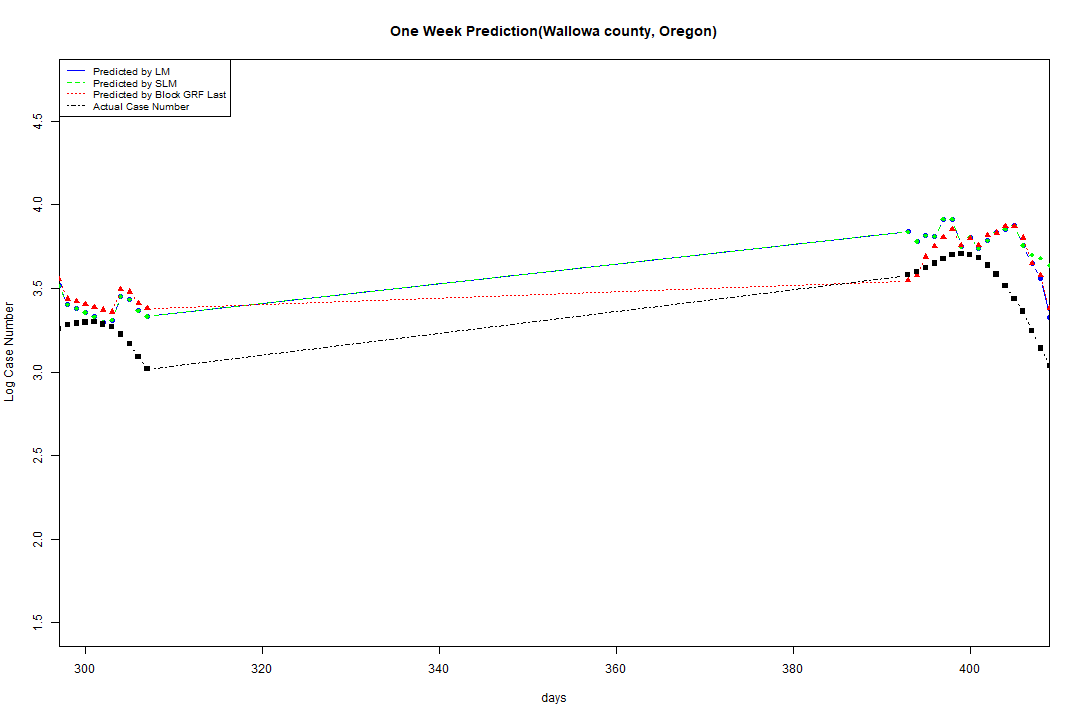 One Week Prediction(Wallowa county, Oregon)
Predicted by LM
Predicted by SLM
Predicted by Block GRF Last
Actual Case Number
4.5
4.0
3.5
3.0
2.5
2.0
1.5
Log Case Number
300 320 340 360 380 400
days